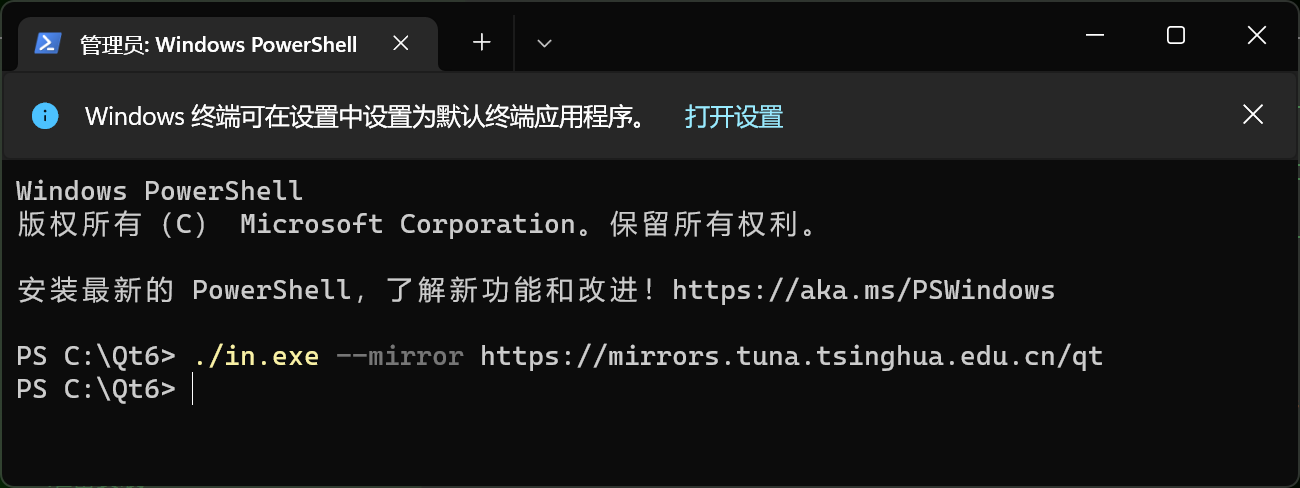 管理员: Windows PowerShell
Windows 终端可在设置中设置为默认终端应用程序。 打开设置
Windows PowerShell
版权所有（C） Microsoft Corporation。保留所有权利。
安装最新的 PowerShell，了解新功能和改进！https://aka.ms/PSWindows
PS C:\Qt6> ./in.exe --mirror https://mirrors.tuna.tsinghua.edu.cn/qt
PS C:\Qt6>